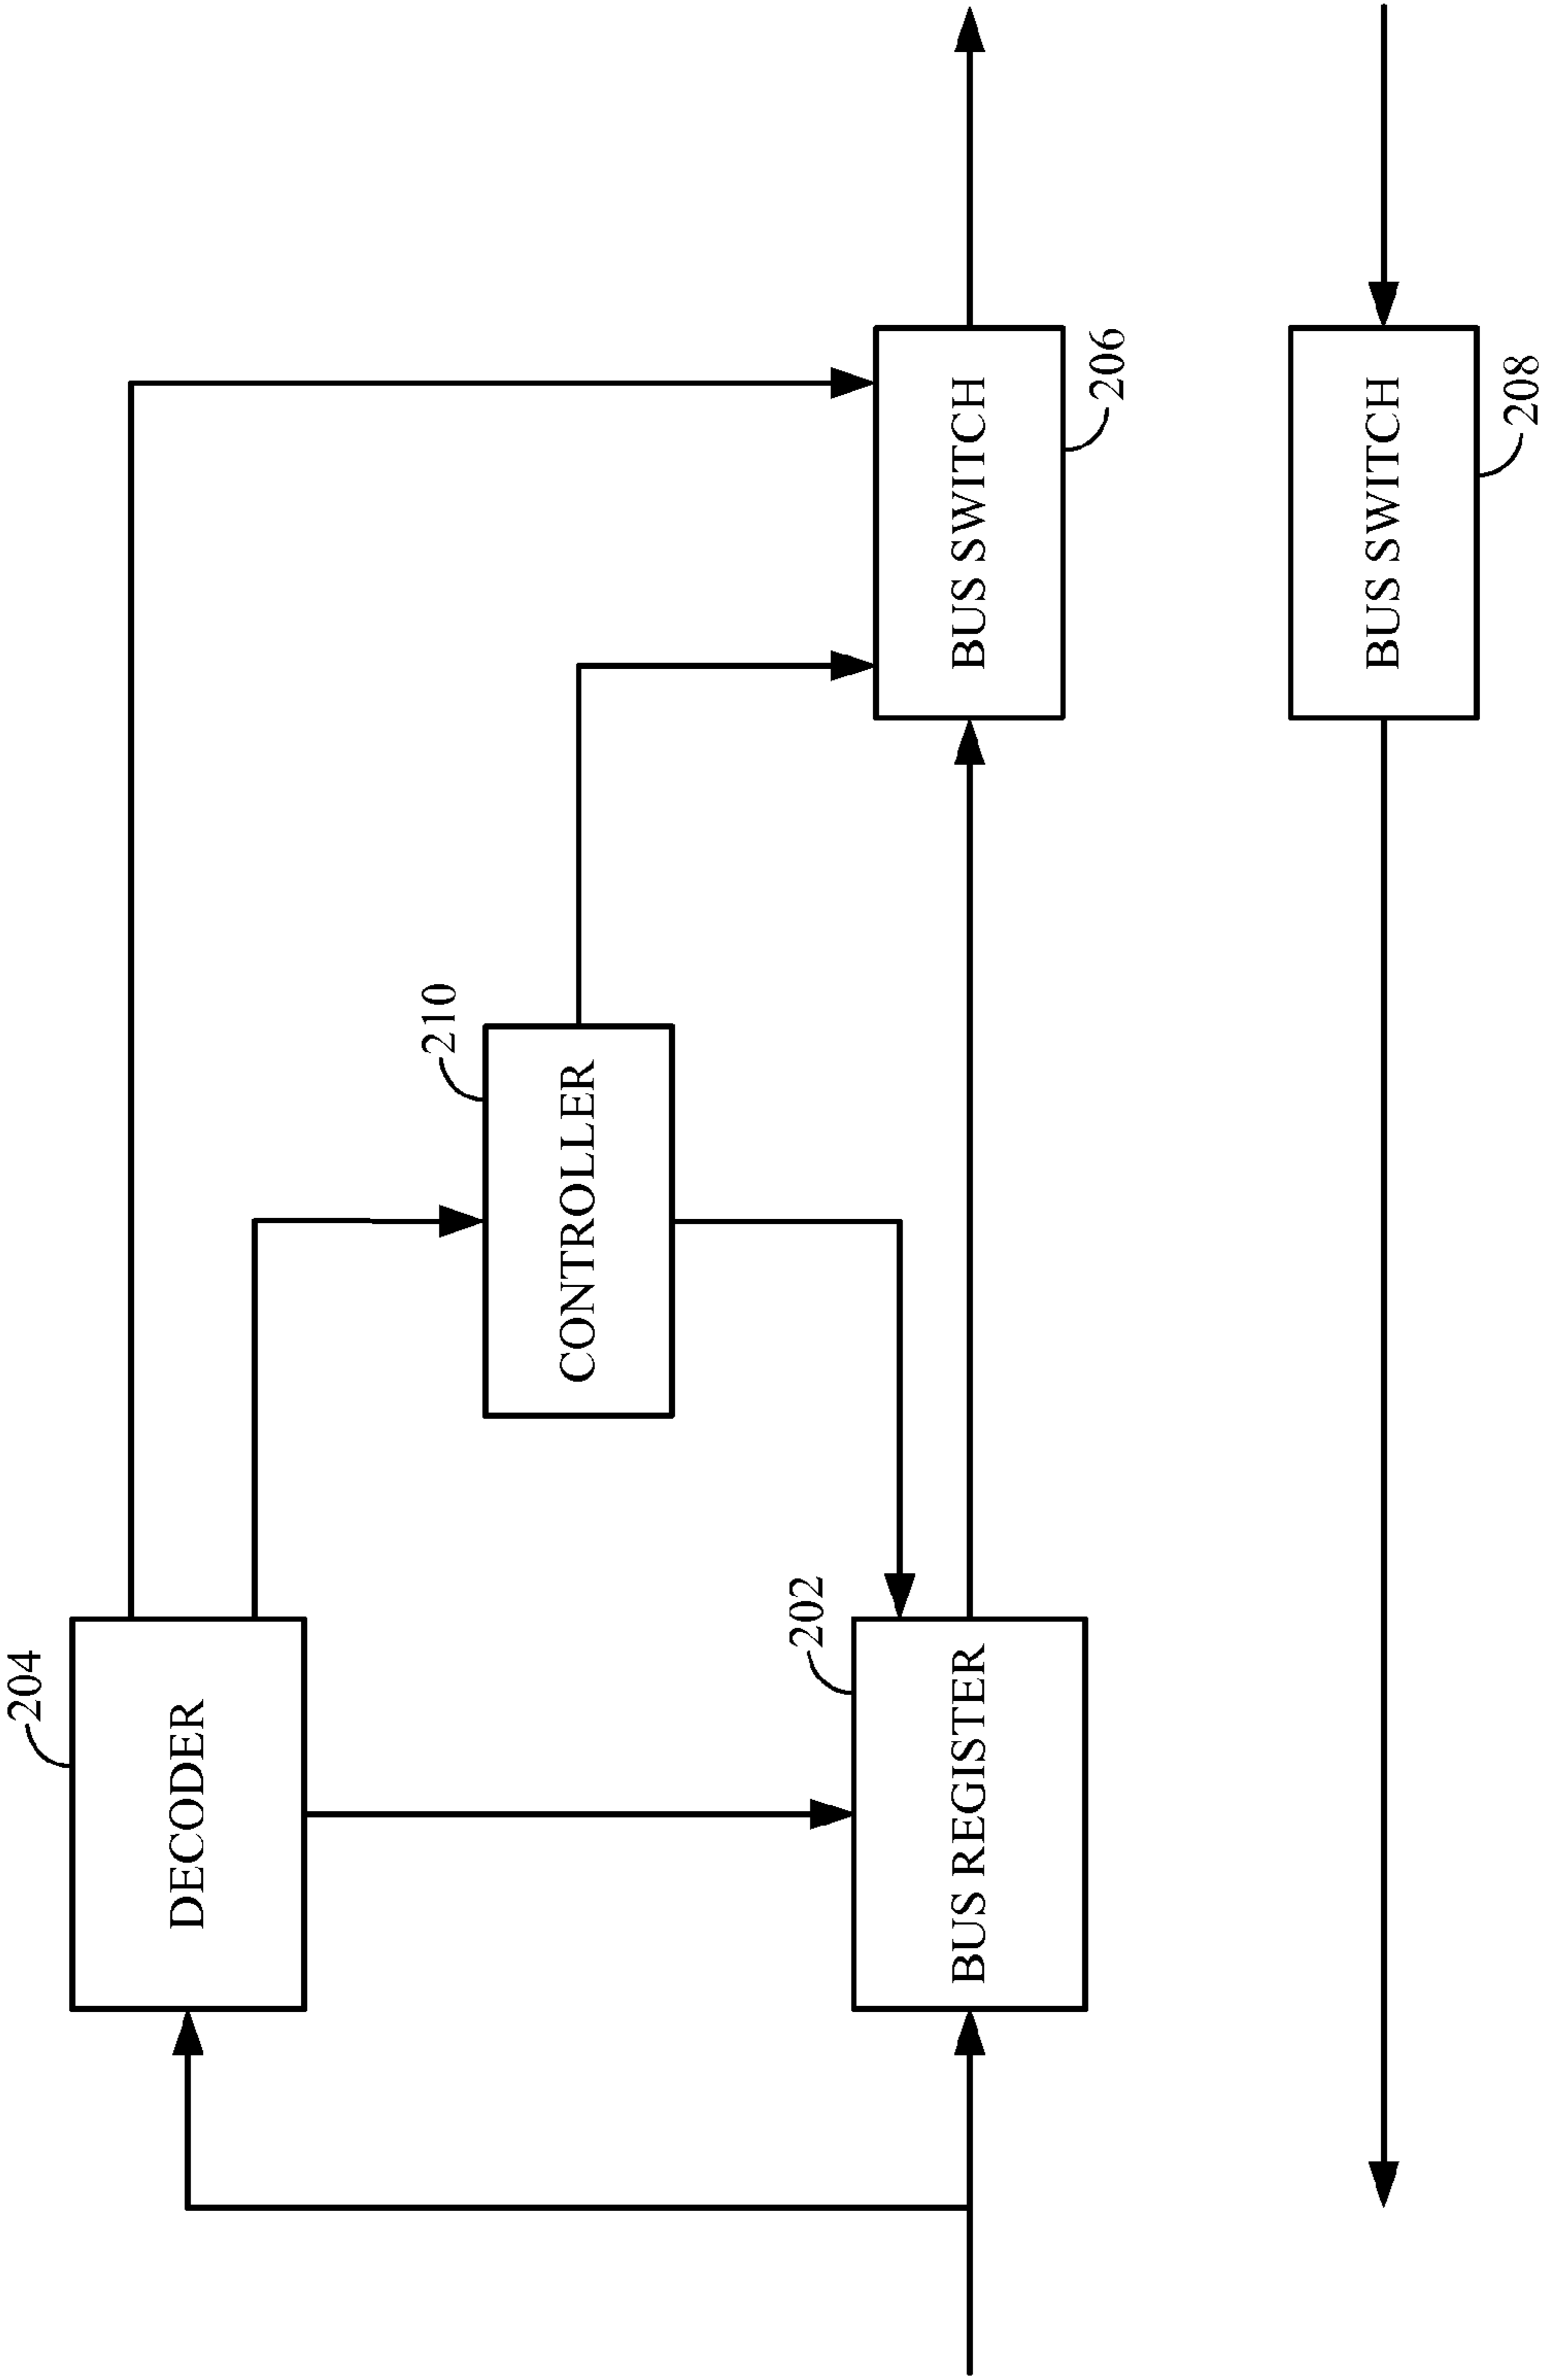 204
DECODER
210
CONTROLLER
202
BUS REGISTER
BUS SWITCH
206
BUS SWITCH
208